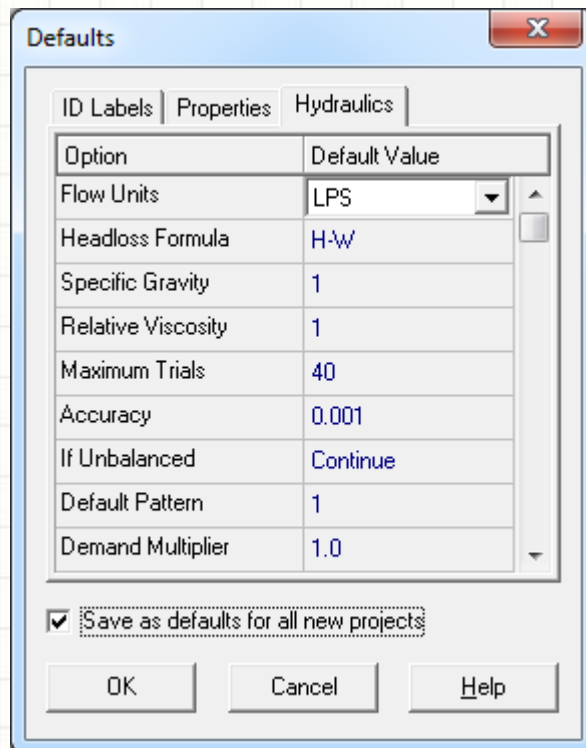 Defaults
ID Labels Properties Hydraulics
Option Default Value
Flow Units LPS
Headloss Formula H-W
Specific Gravity 1
Relative Viscosity 1
Maximum Trials 40
Accuracy 0.001
If Unbalanced Continue
Default Pattern 1
Demand Multiplier 1.0
Save as defaults for all new projects
OK Cancel Help